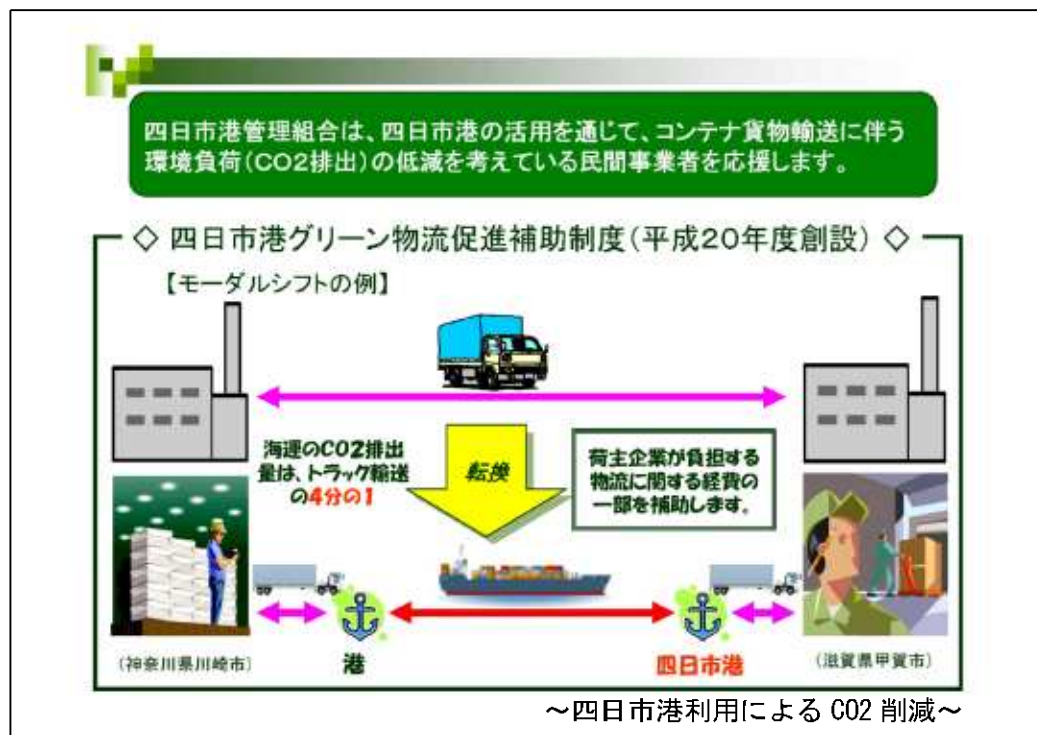 四日市港管理組合は、四日市港の活用を通じて、コンテナ貨物輸送に伴う
環境負荷(CO2排出)の低減を考えている民間事業者を応援します。
◇ 四日市港グリーン物流促進補助制度(平成20年度創設) ◇
【モーダルシフトの例】
海運のCO2排出
量は、トラック輸送
の4分の1
転換
荷主企業が負担する
物流に関する経費の
一部を補助します。
(神奈川県川崎市)
港
四日市港
(滋賀県甲賀市)
~四日市港利用による CO2 削減~